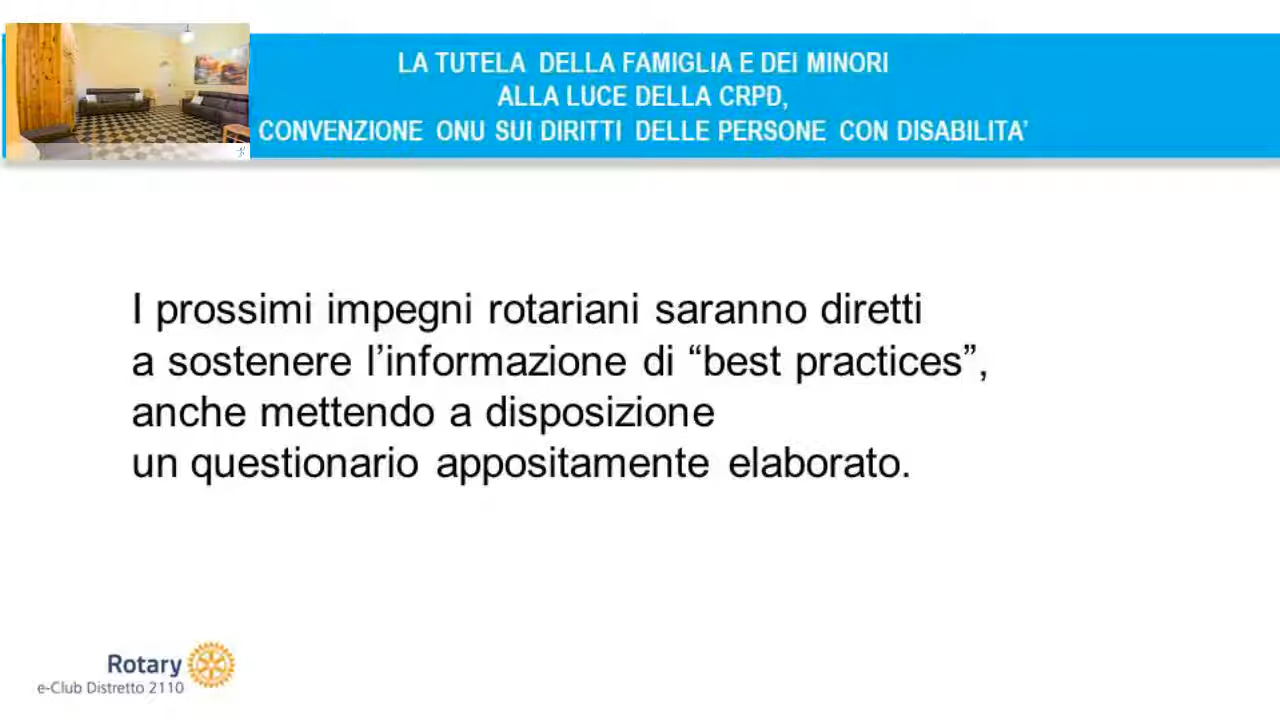 LA TUTELA DELLA FAMIGLIA E DEI MINORI
ALLA LUCE DELLA CRPD,
CONVENZIONE ONU SUI DIRITTI DELLE PERSONE CON DISABILITA'
I prossimi impegni rotariani saranno diretti
a sostenere l’informazione di “best practices”,
anche mettendo a disposizione
un questionario appositamente elaborato.
Rotary
e-Club Distretto 2110